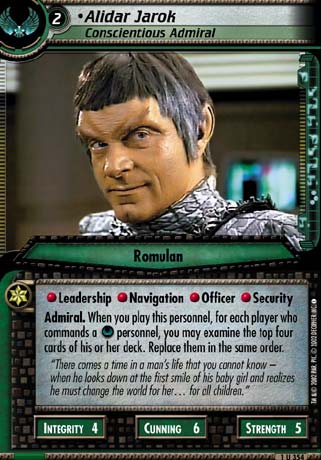 2
•Alidar Jarok
Conscientious Admiral
Romulan
Leadership Navigation Officer Security
Admiral. When you play this personnel, for each player who
commands a personnel, you may examine the top four
cards of his or her deck. Replace them in the same order.
"There comes a time in a man's life that you cannot know –
when he looks down at the first smile of his baby girl and realizes
he must change the world for her... for all children."
INTEGRITY 4 CUNNING 6 STRENGTH 5
1 U 354